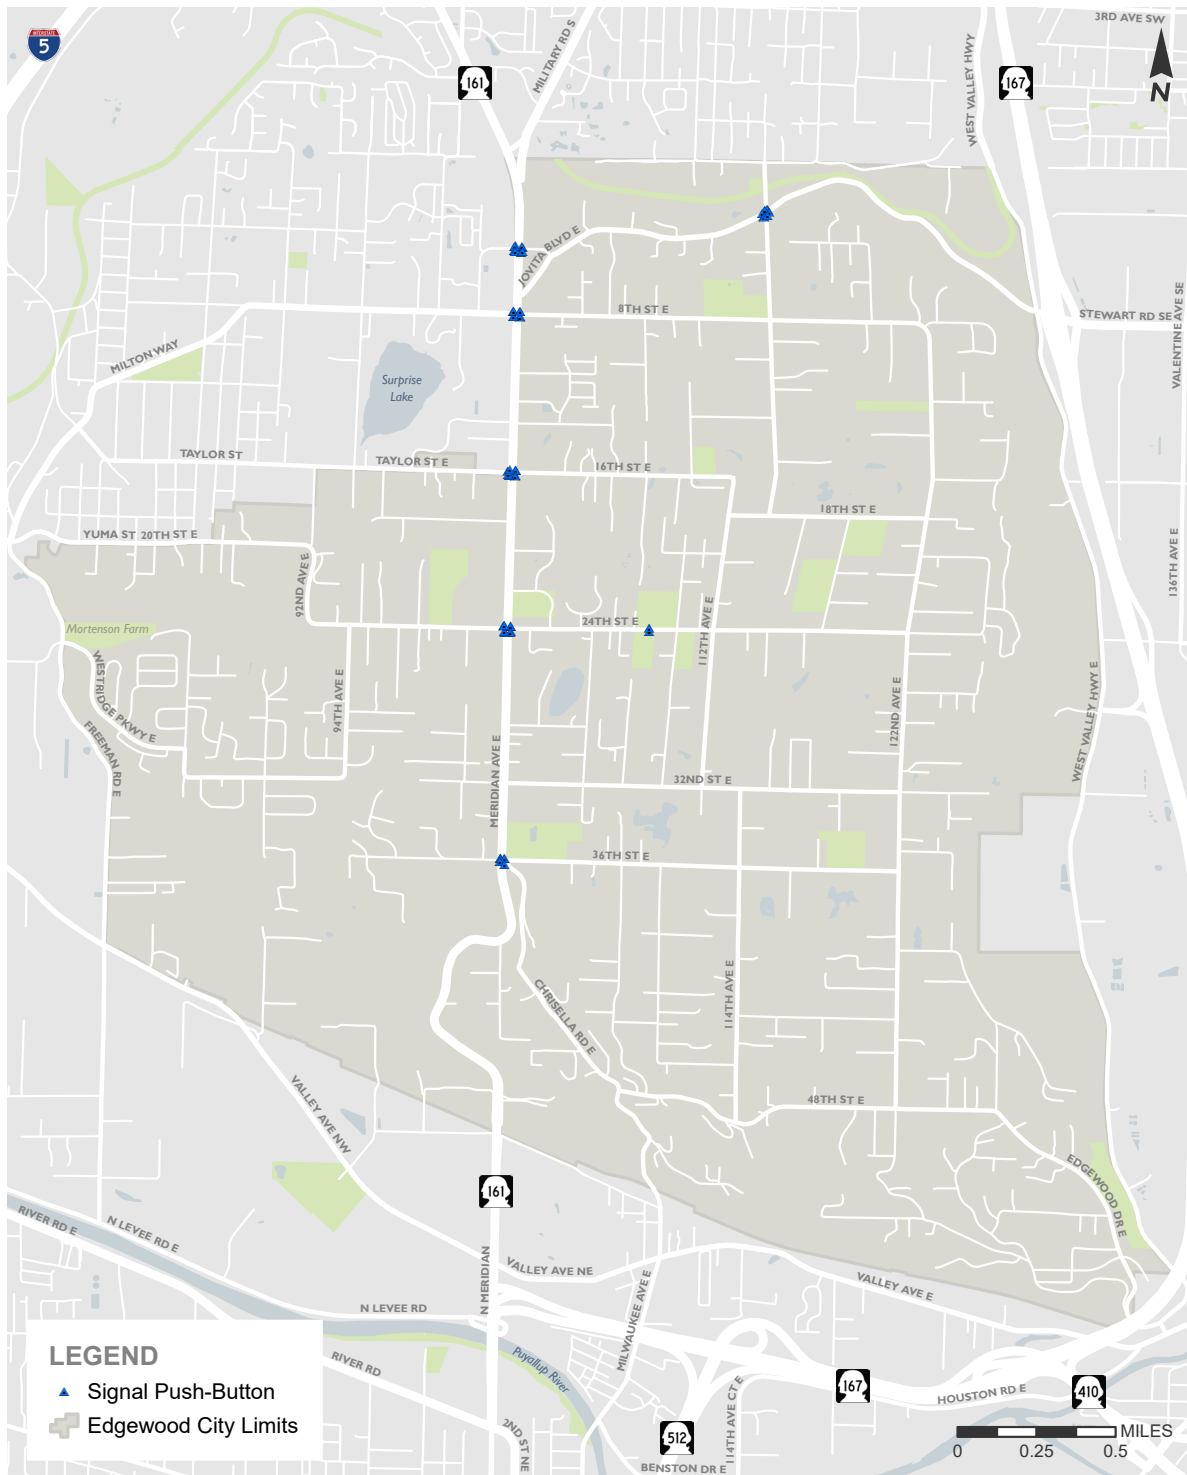 3RD AVE SW
INTERSTATE
5
161
MILITARY RD S
WEST VALLEY HWY
167
N
JOVITA BLVD E
8TH ST E
STEWART RD SE
VALENTINE AVE SE
MILTON WAY
Surprise
Lake
TAYLOR ST
TAYLOR ST E
16TH ST E
18TH ST E
YUMA ST
20TH ST E
92ND AVE E
136TH AVE E
24TH ST E
112TH AVE E
Mortenson Farm
WESTRIDGE PKWY E
94TH AVE E
122ND AVE E
WEST VALLEY HWY E
FREEMAN RD E
MERIDIAN AVE E
32ND ST E
36TH ST E
CHRISELLA RD E
114TH AVE E
48TH ST E
VALLEY AVE NW
EDGEWOOD DR E
161
RIVER RD E
N LEVEE RD E
N MERIDIAN
VALLEY AVE NE
VALLEY AVE E
N LEVEE RD
MILWAUKEE AVE E
Puyallup River
RIVER RD
167
HOUSTON RD E
410
114TH AVE CT E
512
2ND ST NE
BENSTON DR E
LEGEND
Signal Push-Button
Edgewood City Limits
MILES
0 0.25 0.5